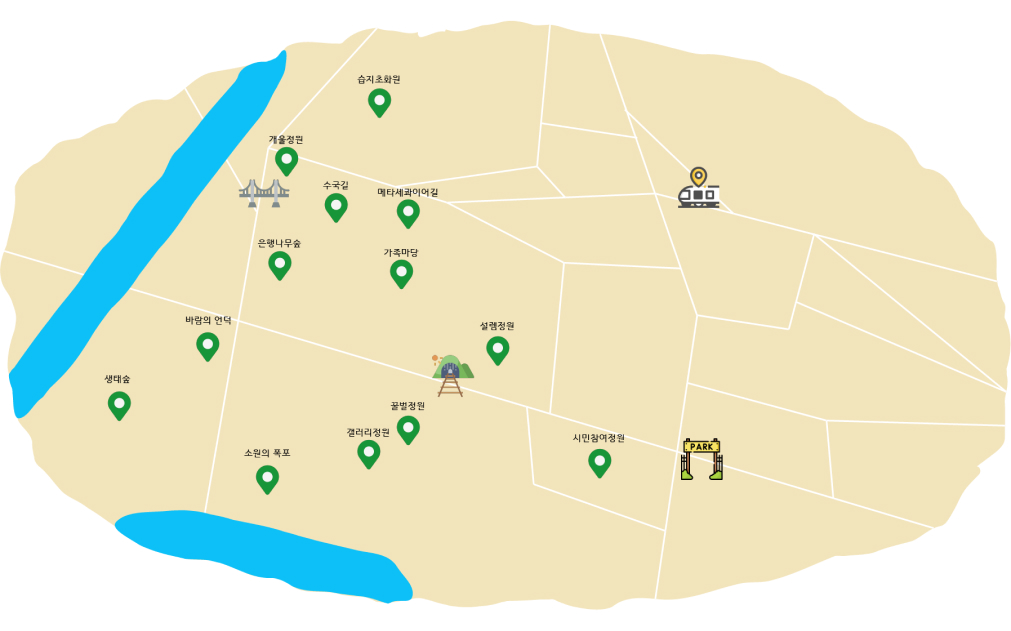 습지초화원
개울정원
수국길
메타세콰이어길
은행나무숲
가족마당
바람의 언덕
설렘정원
생태숲
꿀벌정원
갤러리정원
시민참여정원
소원의 폭포
PARK